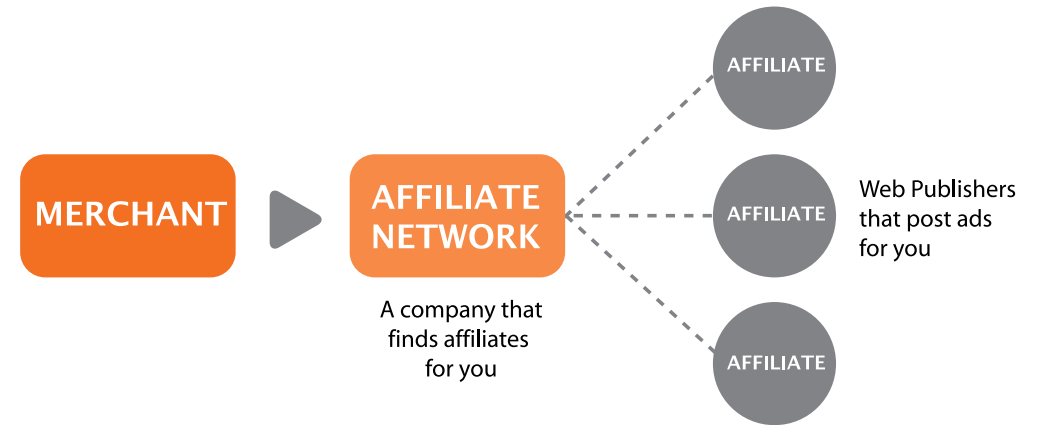 MERCHANT
AFFILIATE
NETWORK
A company that
finds affiliates
for you
AFFILIATE
AFFILIATE
AFFILIATE
Web Publishers
that post ads
for you